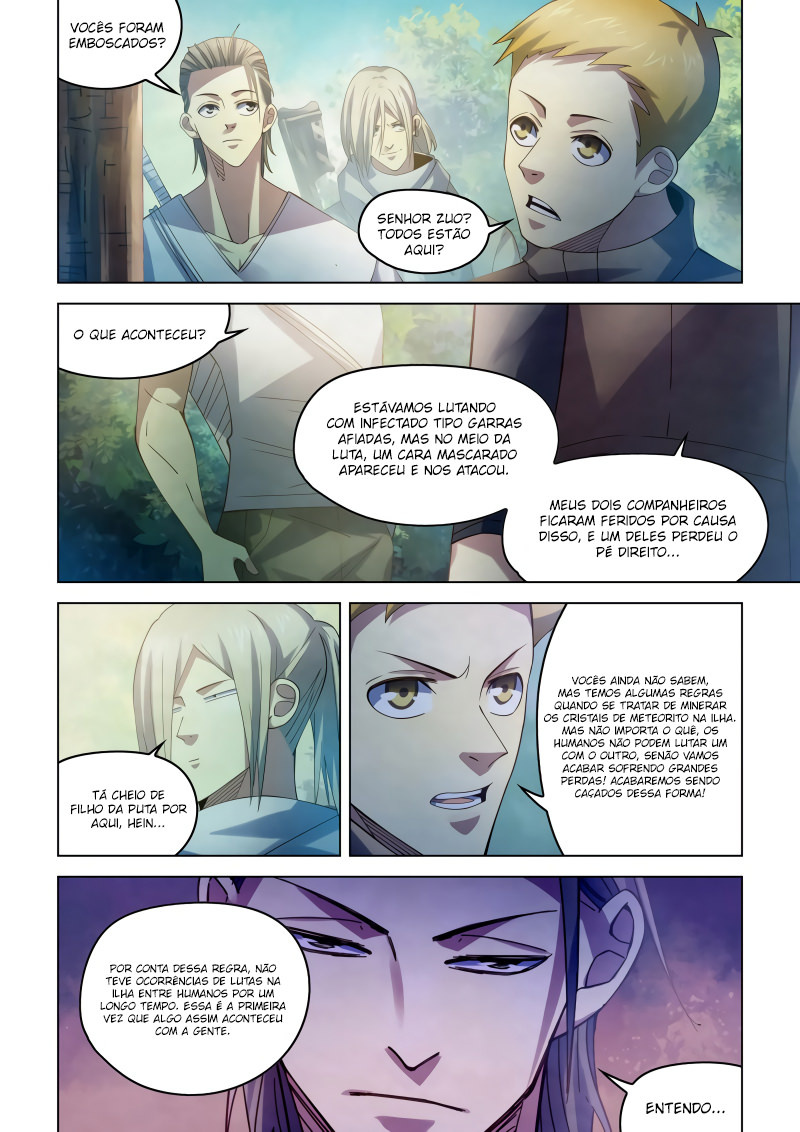 VOCÊS FORAM
EMBOSCADOS?
SENHOR ZUO?
TODOS ESTÃO
AQUI?
O QUE ACONTECEU?
ESTÁVAMOS LUTANDO
COM INFECTADO TIPO GARRAS
AFIADAS, MAS NO MEIO DA
LUTA, UM CARA MASCARADO
APARECEU E NOS ATACOU.
MEUS DOIS COMPANHEIROS
FICARAM FERIDOS POR CAUSA
DISSO, E UM DELES PERDEU O
PÉ DIREITO...
TÁ CHEIO DE
FILHO DA PUTA POR
AQUI, HEIN...
VOCÊS AINDA NÃO SABEM,
MAS TEMOS ALGUMAS REGRAS
QUANDO SE TRATAR DE MINERAR
OS CRISTAIS DE METEORITO NA ILHA.
MAS NÃO IMPORTA O QUÊ, OS
HUMANOS NÃO PODEM LUTAR UM
COM O OUTRO, SENÃO VAMOS
ACABAR SOFRENDO GRANDES
PERDAS! ACABAREMOS SENDO
CAÇADOS DESSA FORMA!
POR CONTA DESSA REGRA, NÃO
TEVE OCORRÊNCIAS DE LUTAS NA
ILHA ENTRE HUMANOS POR UM
LONGO TEMPO. ESSA É A PRIMEIRA
VEZ QUE ALGO ASSIM ACONTECEU
COM A GENTE.
ENTENDO...